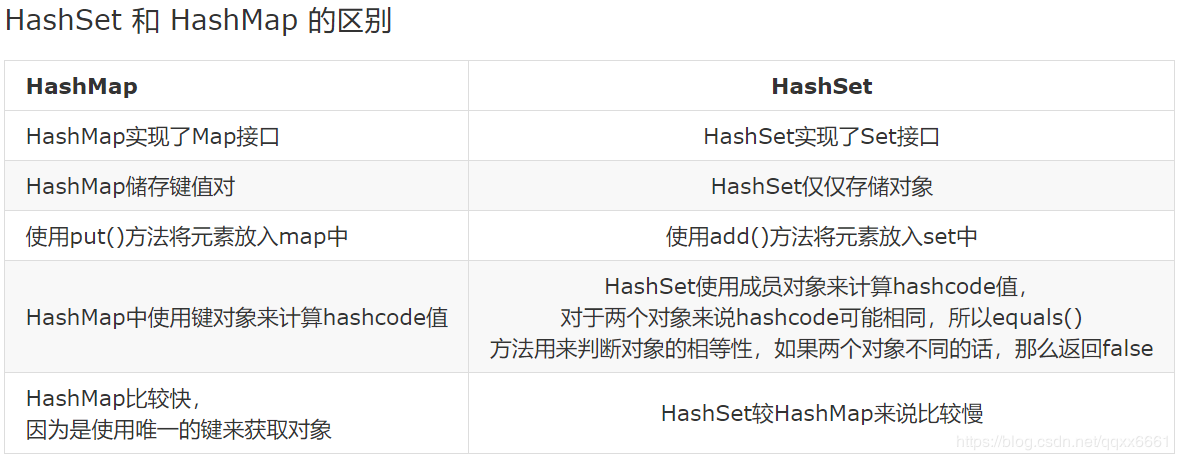 HashSet 和 HashMap 的区别
HashMap
HashSet
HashMap实现了Map接口
HashSet实现了Set接口
HashMap储存键值对
HashSet仅仅存储对象
使用put()方法将元素放入map中
使用add()方法将元素放入set中
HashMap中使用键对象来计算hashcode值
HashSet使用成员对象来计算hashcode值，
对于两个对象来说hashcode可能相同，所以equals()
方法用来判断对象的相等性，如果两个对象不同的话，那么返回false
HashMap比较快，
因为是使用唯一的键来获取对象
HashSet较HashMap来说比较慢
https://blog.csdn.net/qqxx6661